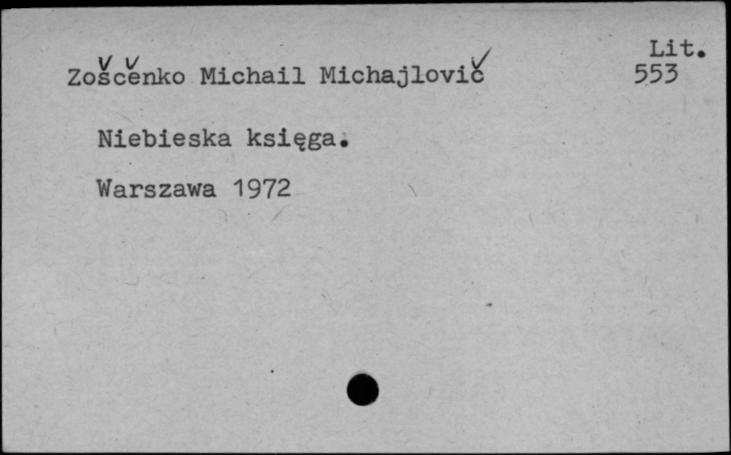 Zoščenko Michail Michajlovič
Lit.
553
Niebieska księga.
Warszawa 1972